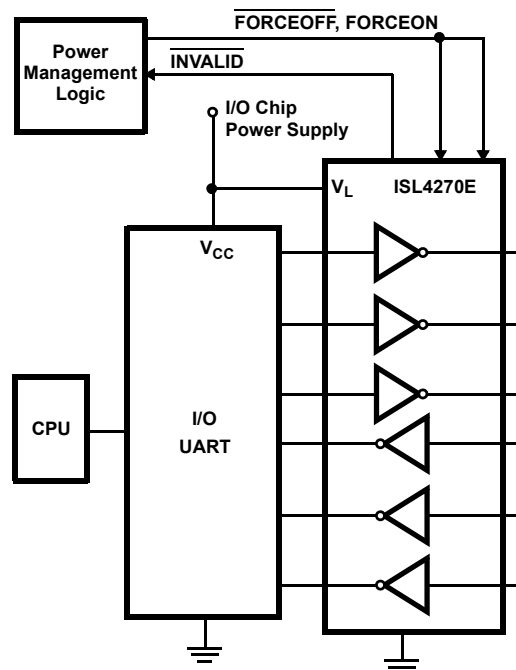 FORCEOFF, FORCEON
Power
Management
Logic
INVALID
I/O Chip
Power Supply
VL
ISL4270E
VCC
CPU
I/O
UART